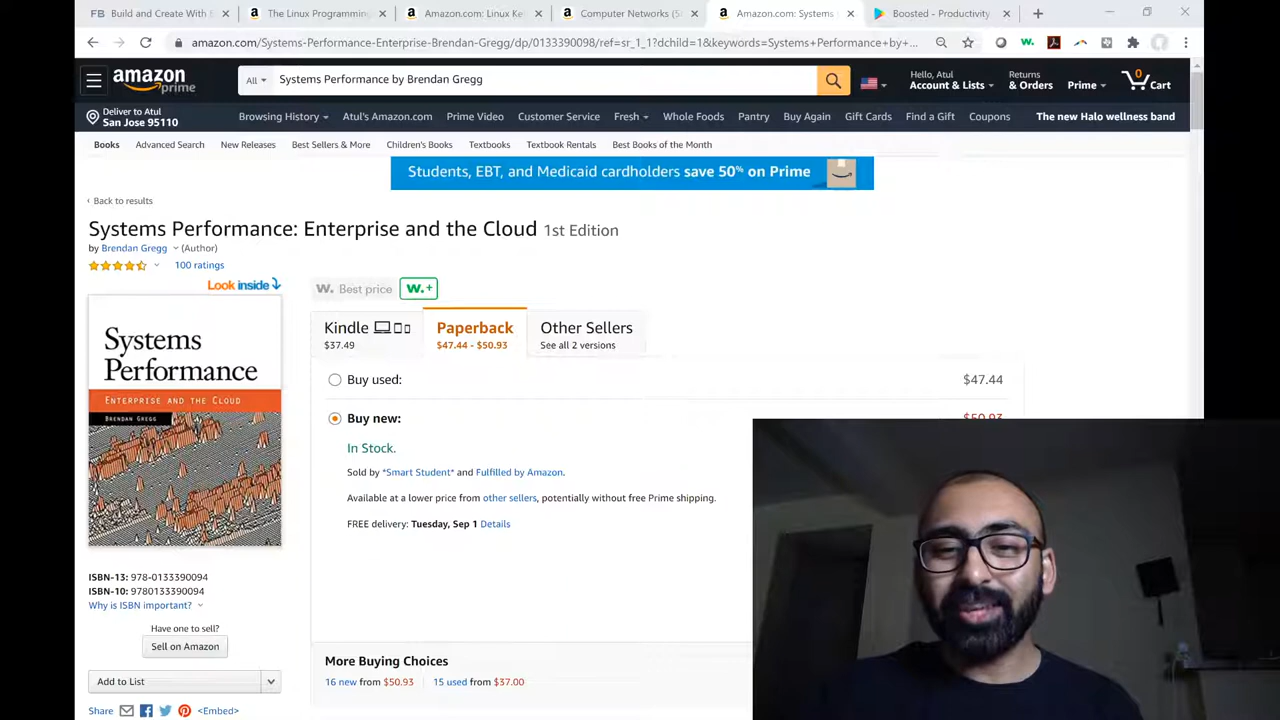 FB Build and Create With B
The Linux Programming
Amazon.com: Linux Ke
Computer Networks (5
Amazon.com: Systems
Boosted - Productivity
amazon.com/Systems-Performance-Enterprise-Brendan-Gregg/dp/0133390098/ref=sr_1_1?dchild=1&keywords=Systems+Performance+by+...
amazon prime
All
Systems Performance by Brendan Gregg
Hello, Atul
Account & Lists
Returns
& Orders
Prime
0
Cart
Deliver to Atul
San Jose 95110
Browsing History
Atul's Amazon.com
Prime Video
Customer Service
Fresh
Whole Foods
Pantry
Buy Again
Gift Cards
Find a Gift
Coupons
The new Halo wellness band
Books
Advanced Search
New Releases
Best Sellers & More
Children's Books
Textbooks
Textbook Rentals
Best Books of the Month
Students, EBT, and Medicaid cardholders save 50% on Prime
‹ Back to results
Systems Performance: Enterprise and the Cloud 1st Edition
by Brendan Gregg (Author)
100 ratings
Look inside
Systems
Performance
ENTERPRISE AND THE CLOUD
BRENDAN GREGG
W. Best price
W.+
Kindle
$37.49
Paperback
$47.44 - $50.93
Other Sellers
See all 2 versions
Buy used:
$47.44
Buy new:
$50.93
In Stock.
Sold by *Smart Student* and Fulfilled by Amazon.
Available at a lower price from other sellers, potentially without free Prime shipping.
FREE delivery: Tuesday, Sep 1 Details
ISBN-13: 978-0133390094
ISBN-10: 9780133390094
Why is ISBN important?
Have one to sell?
Sell on Amazon
Add to List
Share
<Embed>
More Buying Choices
16 new from $50.93
15 used from $37.00